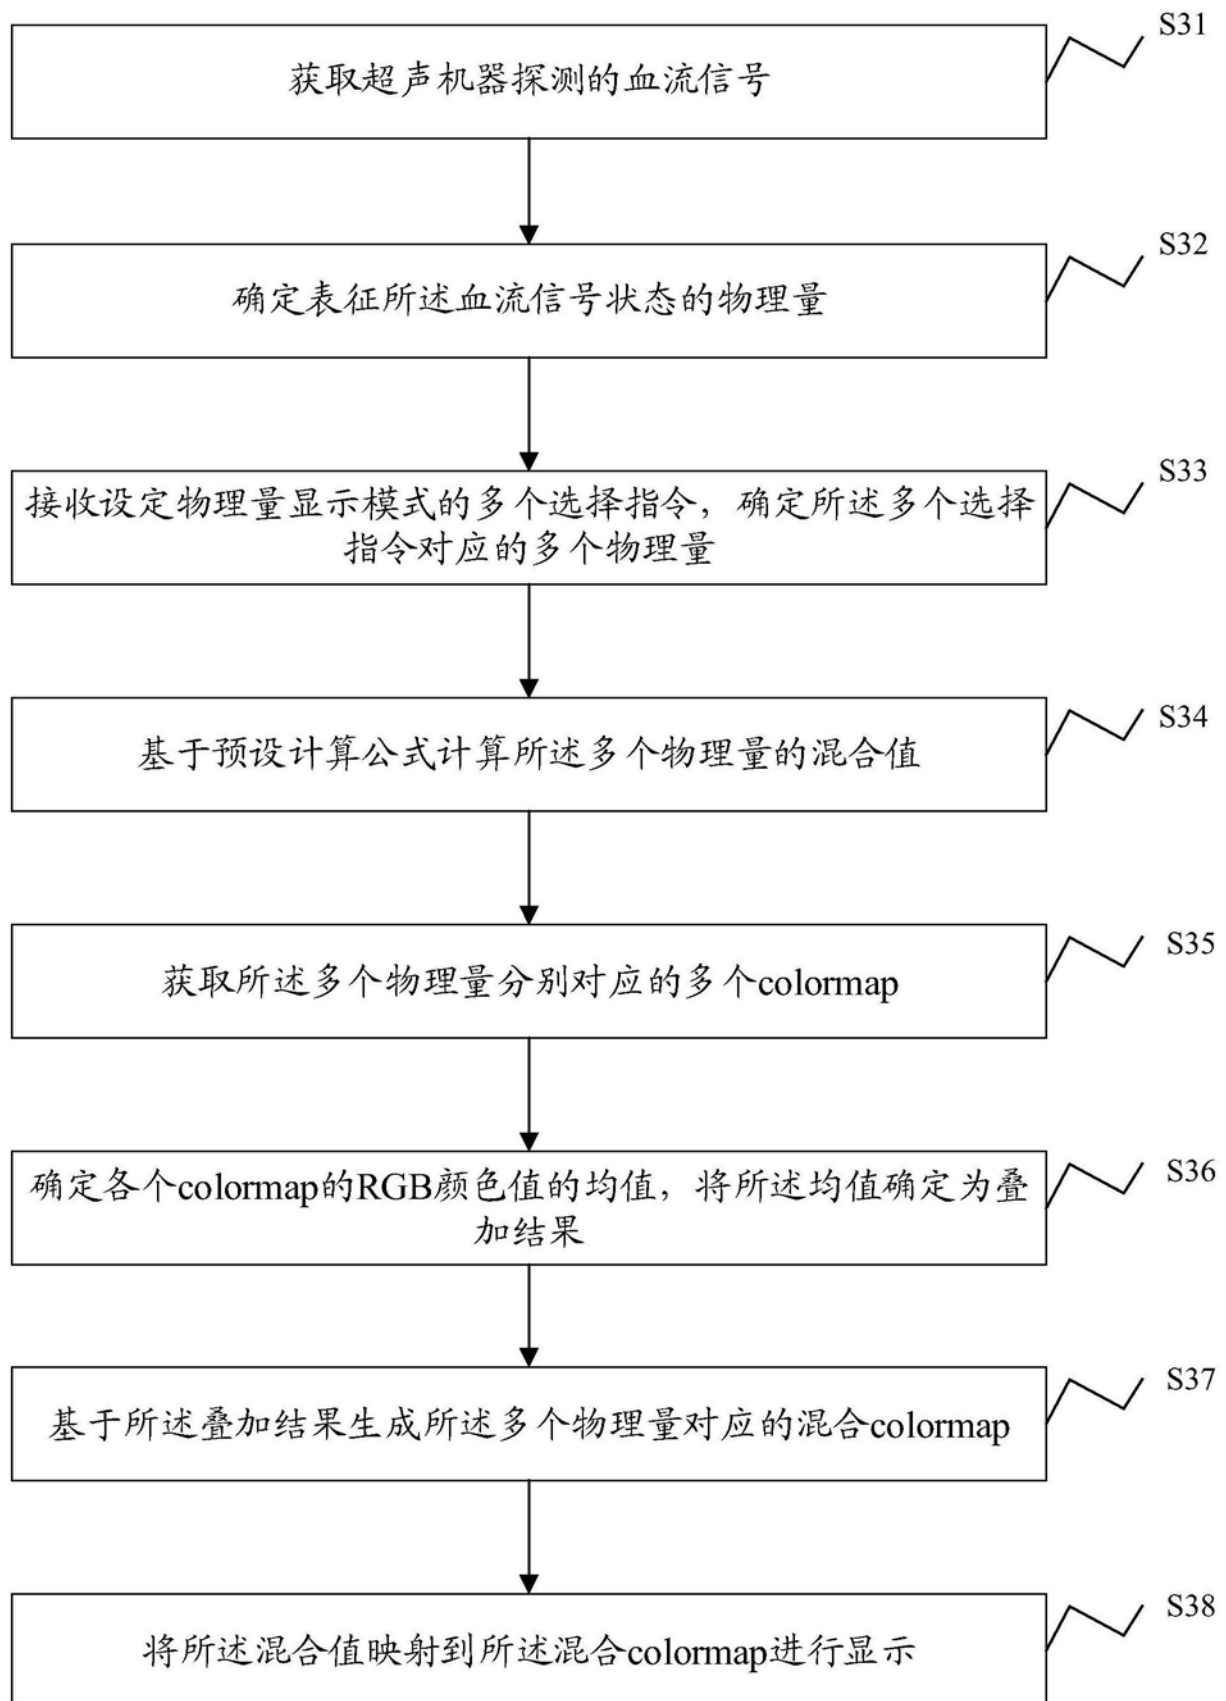 S31
获取超声机器探测的血流信号
S32
确定表征所述血流信号状态的物理量
S33
接收设定物理量显示模式的多个选择指令，确定所述多个选择
指令对应的多个物理量
S34
基于预设计算公式计算所述多个物理量的混合值
S35
获取所述多个物理量分别对应的多个colormap
S36
确定各个colormap的RGB颜色值的均值，将所述均值确定为叠
加结果
S37
基于所述叠加结果生成所述多个物理量对应的混合colormap
S38
将所述混合值映射到所述混合colormap进行显示